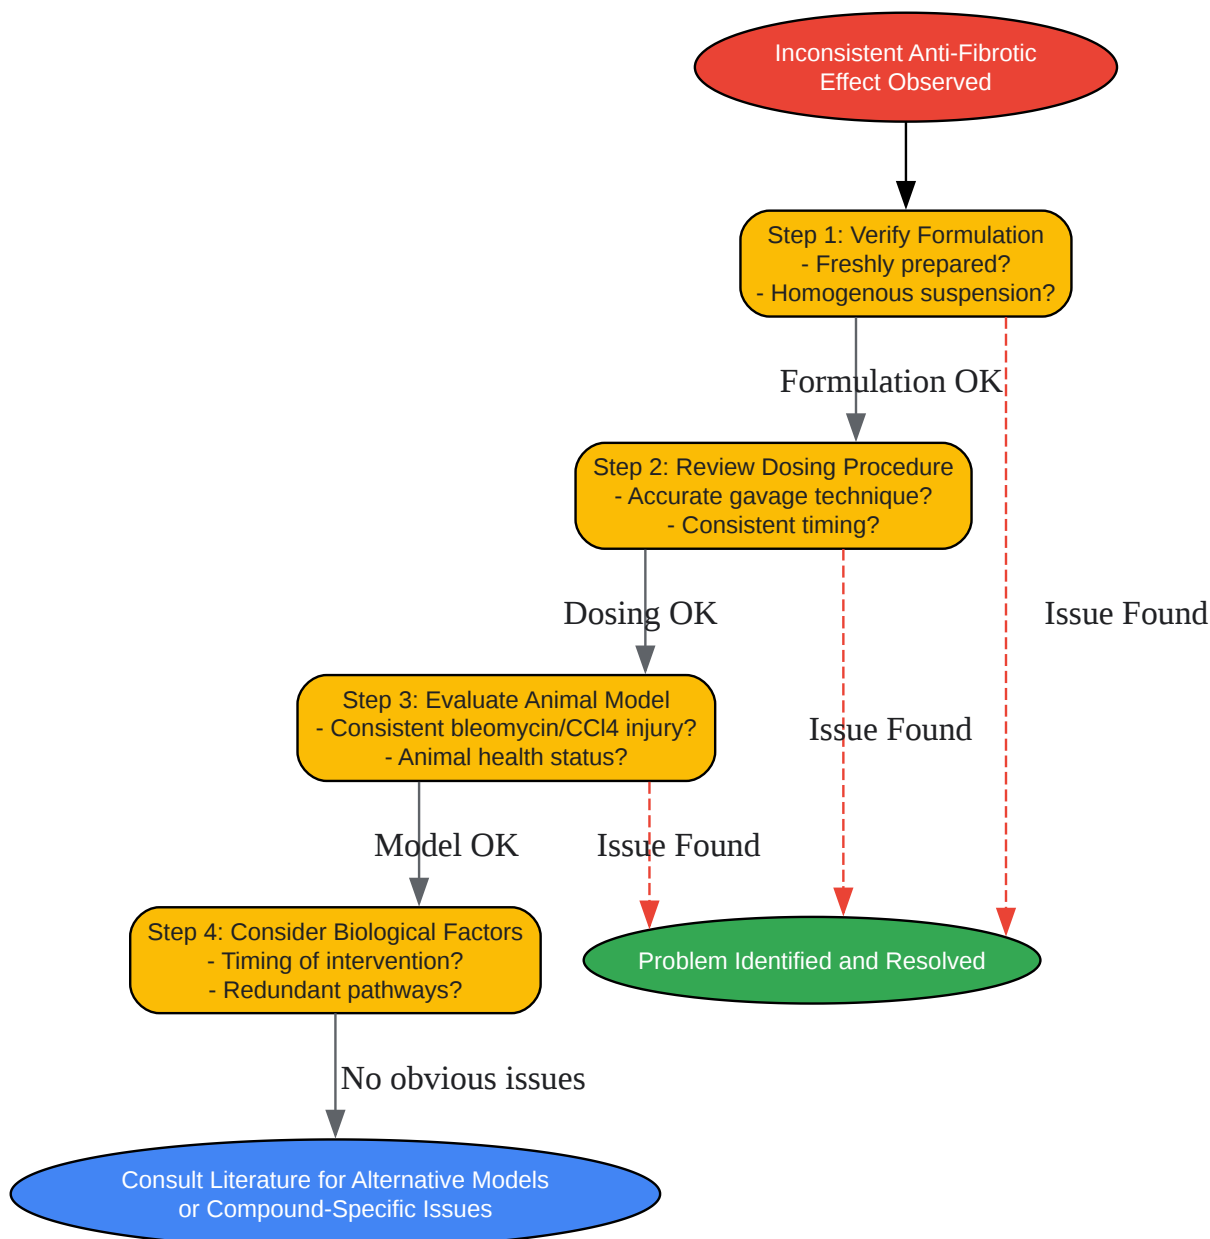 Inconsistent Anti-Fibrotic
Effect Observed
Step 1: Verify Formulation
- Freshly prepared?
- Homogenous suspension?
Formulation OK
Step 2: Review Dosing Procedure
- Accurate gavage technique?
- Consistent timing?
Dosing OK
Issue Found
Step 3: Evaluate Animal Model
- Consistent bleomycin/CCl4 injury?
- Animal health status?
Issue Found
Model OK
Issue Found
Step 4: Consider Biological Factors
- Timing of intervention?
- Redundant pathways?
Problem Identified and Resolved
No obvious issues
Consult Literature for Alternative Models
or Compound-Specific Issues